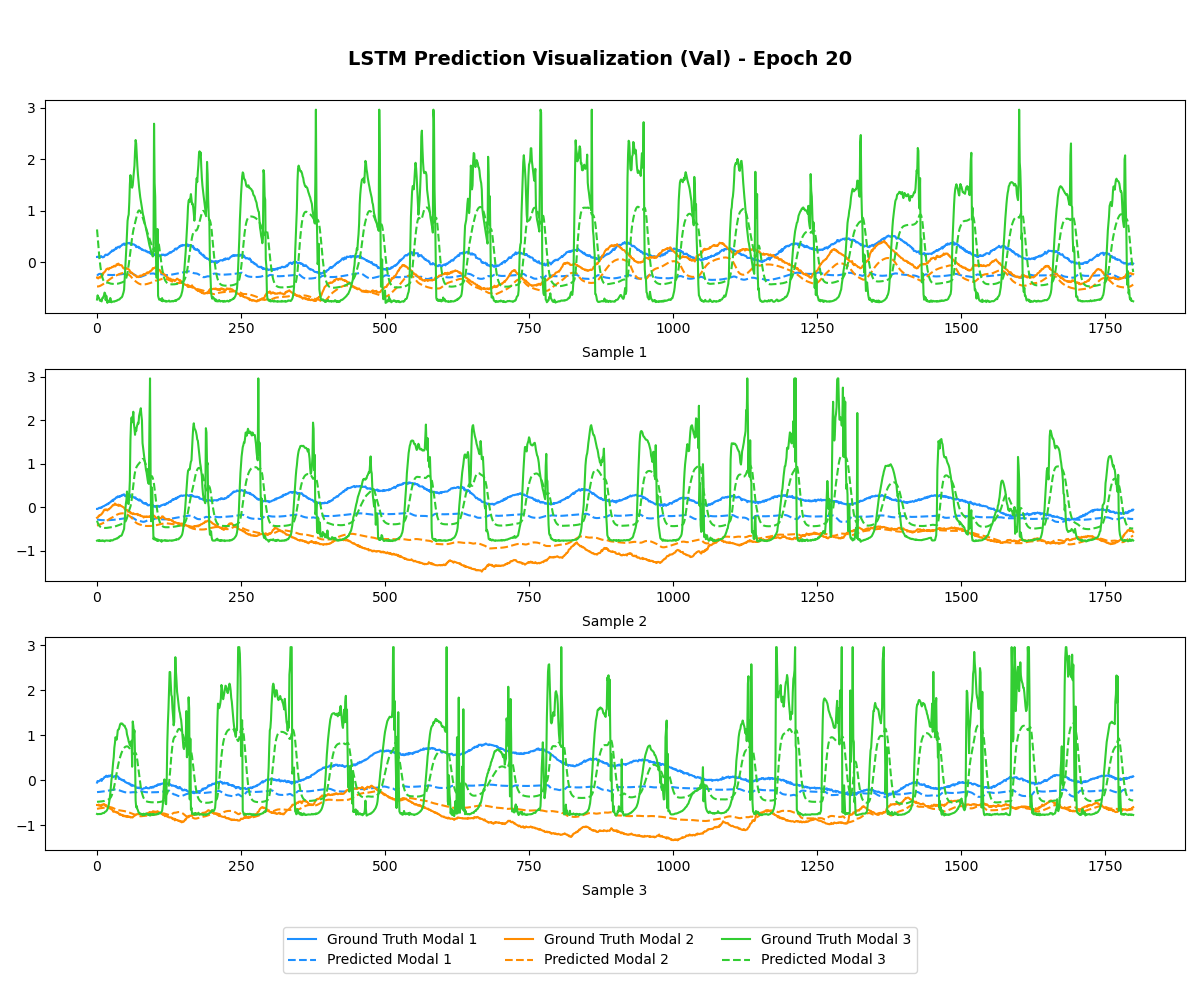 LSTM Prediction Visualization (Val) - Epoch 20
3
2
1
0
0 250 500 750 1000 1250 1500 1750
Sample 1
3
2
1
0
−1
0 250 500 750 1000 1250 1500 1750
Sample 2
3
2
1
0
−1
0 250 500 750 1000 1250 1500 1750
Sample 3
Ground Truth Modal 1 Ground Truth Modal 2 Ground Truth Modal 3
Predicted Modal 1 Predicted Modal 2 Predicted Modal 3